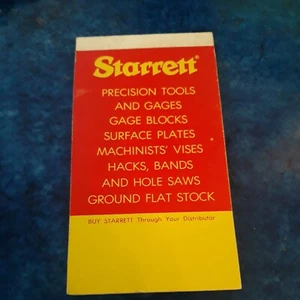 Starrett®
PRECISION TOOLS
AND GAGES
GAGE BLOCKS
SURFACE PLATES
MACHINISTS' VISES
HACKS, BANDS
AND HOLE SAWS
GROUND FLAT STOCK
BUY STARRETT Through Your Distributor